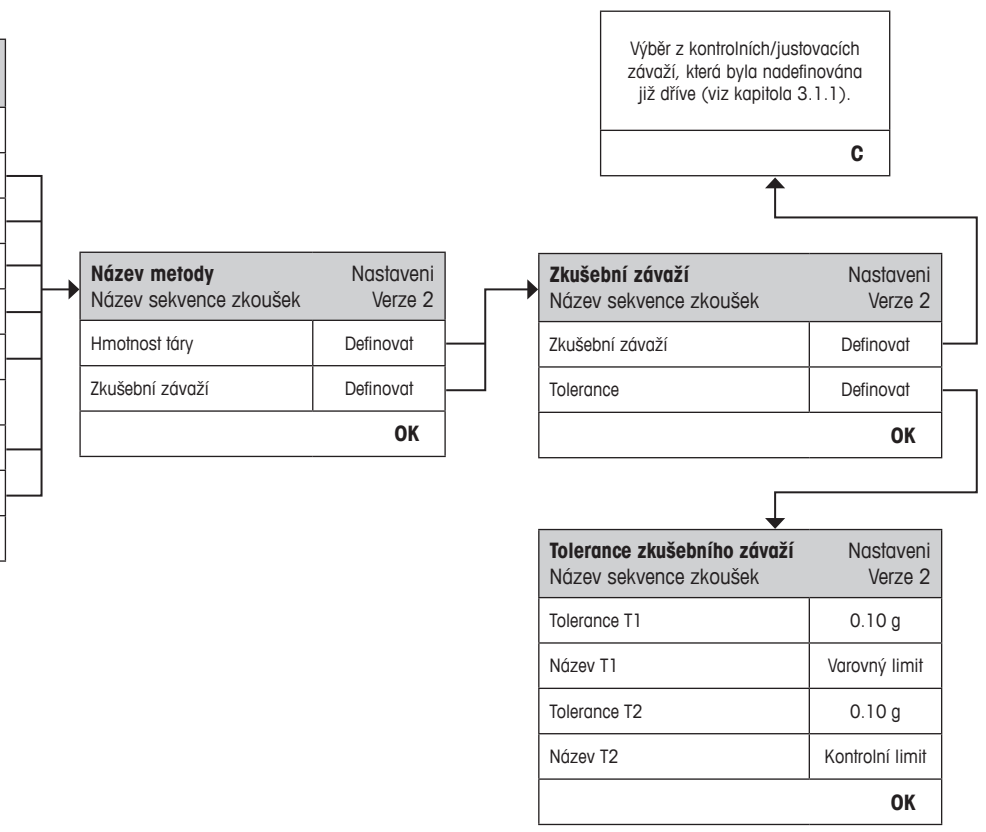 Výběr z kontrolních/justovacích
závaží, která byla nadefinována
již dříve (viz kapitola 3.1.1).
C
Název metody Nastaveni
Název sekvence zkoušek Verze 2
Hmotnost táry Definovat
Zkušební závaží Definovat
OK
Zkušební závaží Nastaveni
Název sekvence zkoušek Verze 2
Zkušební závaží Definovat
Tolerance Definovat
OK
Tolerance zkušebního závaží Nastaveni
Název sekvence zkoušek Verze 2
Tolerance T1 0.10 g
Název T1 Varovný limit
Tolerance T2 0.10 g
Název T2 Kontrolní limit
OK